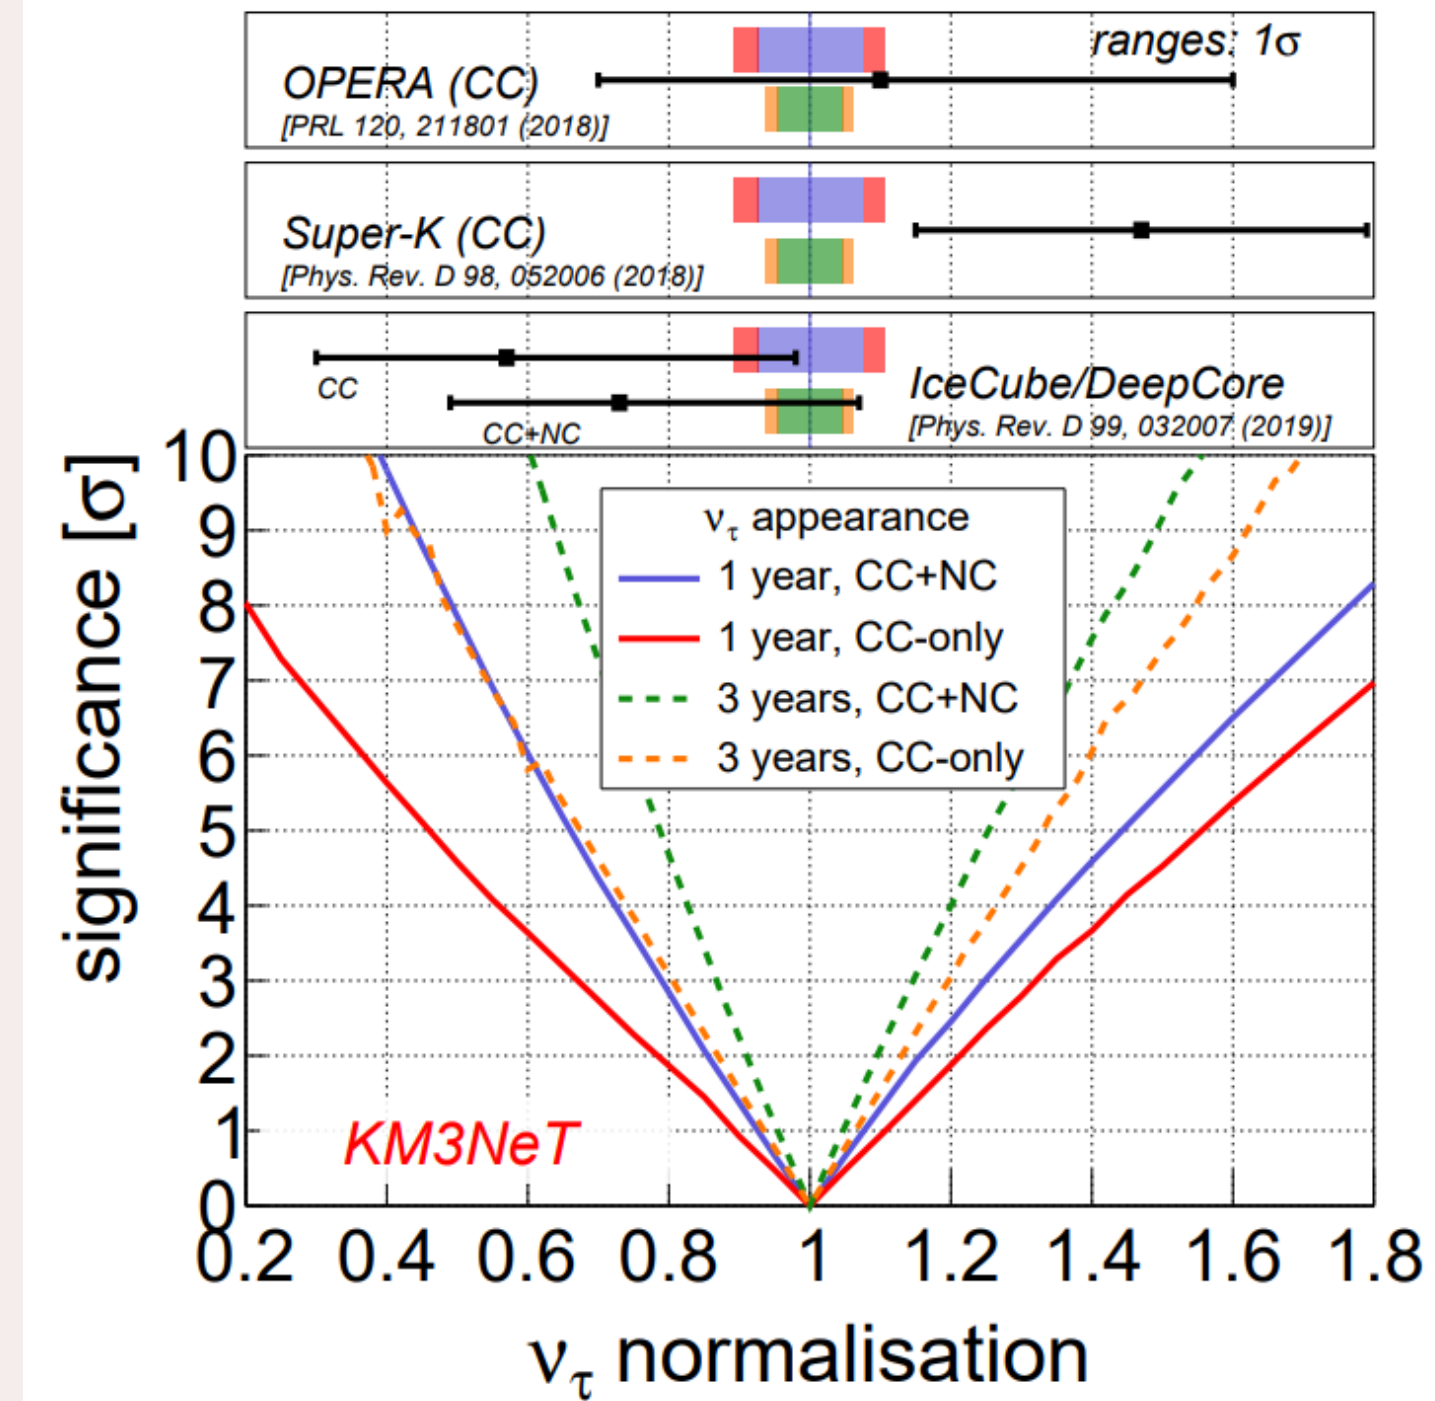 ranges: 1σ
OPERA (CC)
[PRL 120, 211801 (2018)]
Super-K (CC)
[Phys. Rev. D 98, 052006 (2018)]
CC
CC+NC
IceCube/DeepCore
[Phys. Rev. D 99, 032007 (2019)]
significance [σ]
10
9
8
7
6
5
4
3
2
1
0
ντ appearance
1 year, CC+NC
1 year, CC-only
3 years, CC+NC
3 years, CC-only
KM3NeT
0.2 0.4 0.6 0.8 1 1.2 1.4 1.6 1.8
ντ normalisation